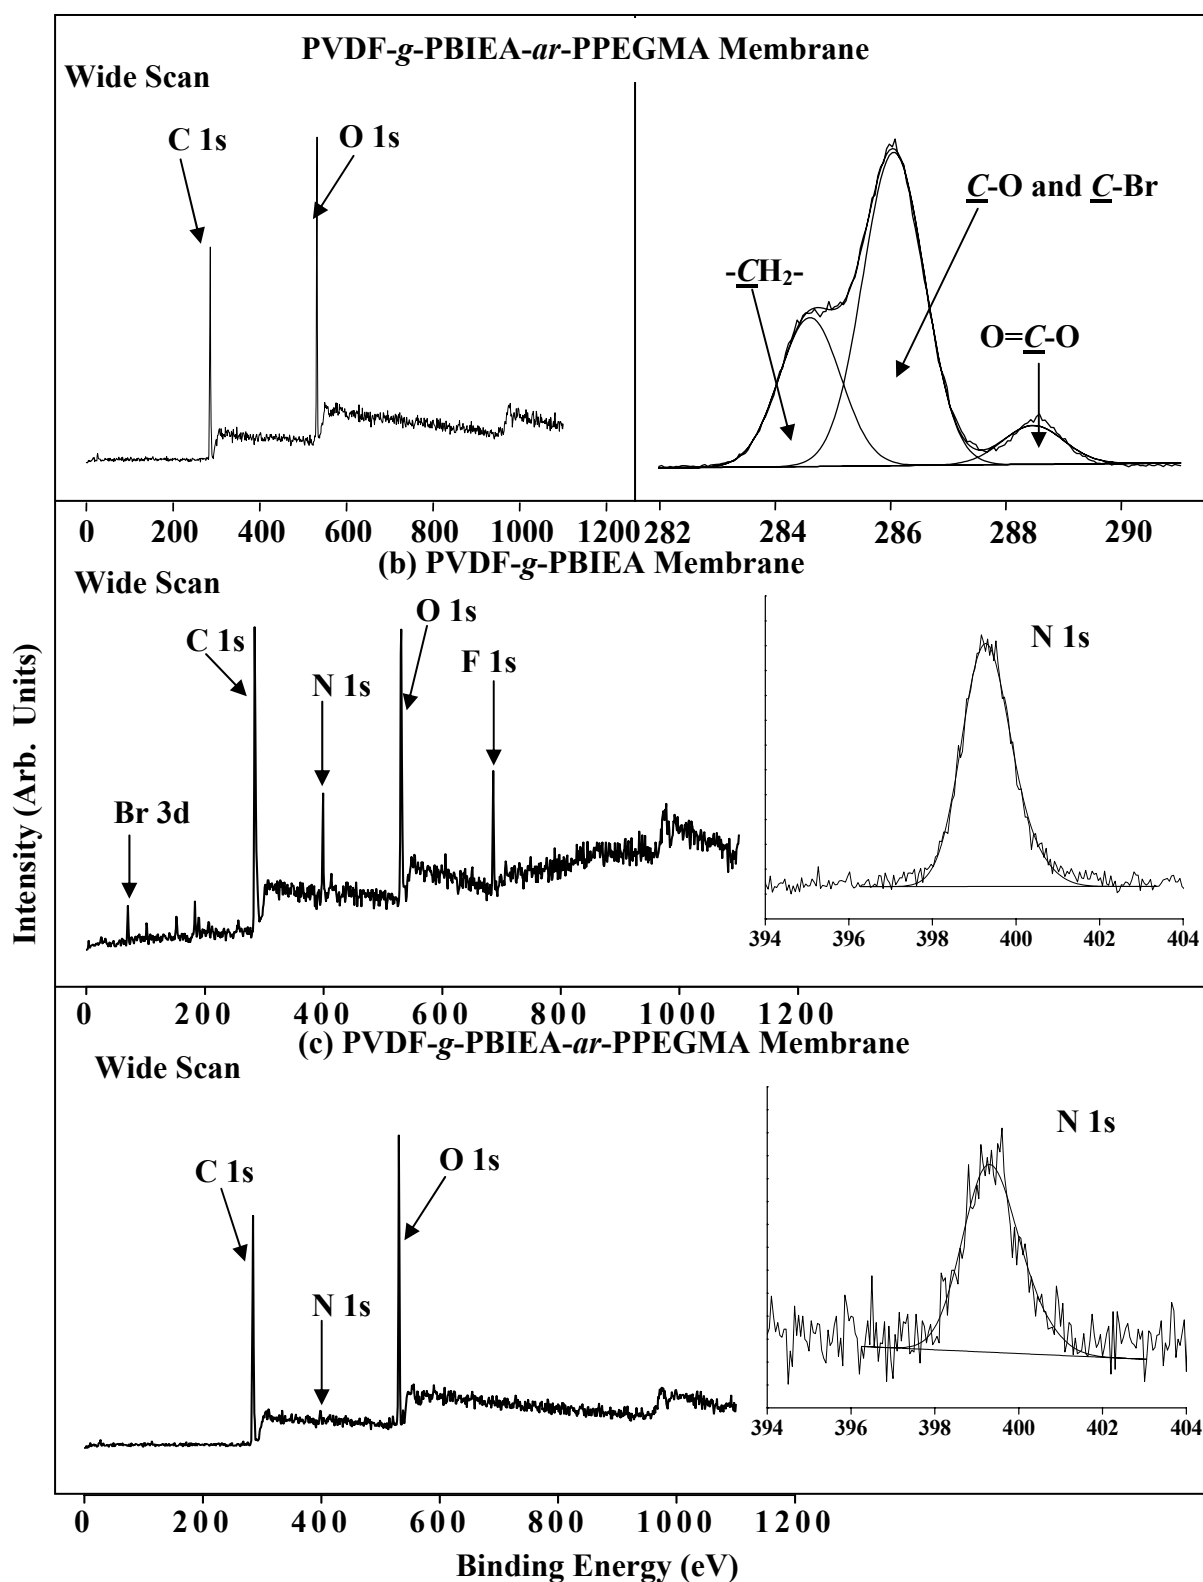 PVDF-g-PBIEA-ar-PPEGMA Membrane
Wide Scan
C 1s
O 1s
C-O and C-Br
-CH₂-
O=C-O
0 200 400 600 800 1000 1200
282 284 286 288 290
(b) PVDF-g-PBIEA Membrane
Wide Scan
C 1s
O 1s
N 1s
F 1s
Br 3d
N 1s
394 396 398 400 402 404
0 200 400 600 800 1000 1200
(c) PVDF-g-PBIEA-ar-PPEGMA Membrane
Wide Scan
C 1s
O 1s
N 1s
N 1s
394 396 398 400 402 404
0 200 400 600 800 1000 1200
Binding Energy (eV)
Intensity (Arb. Units)